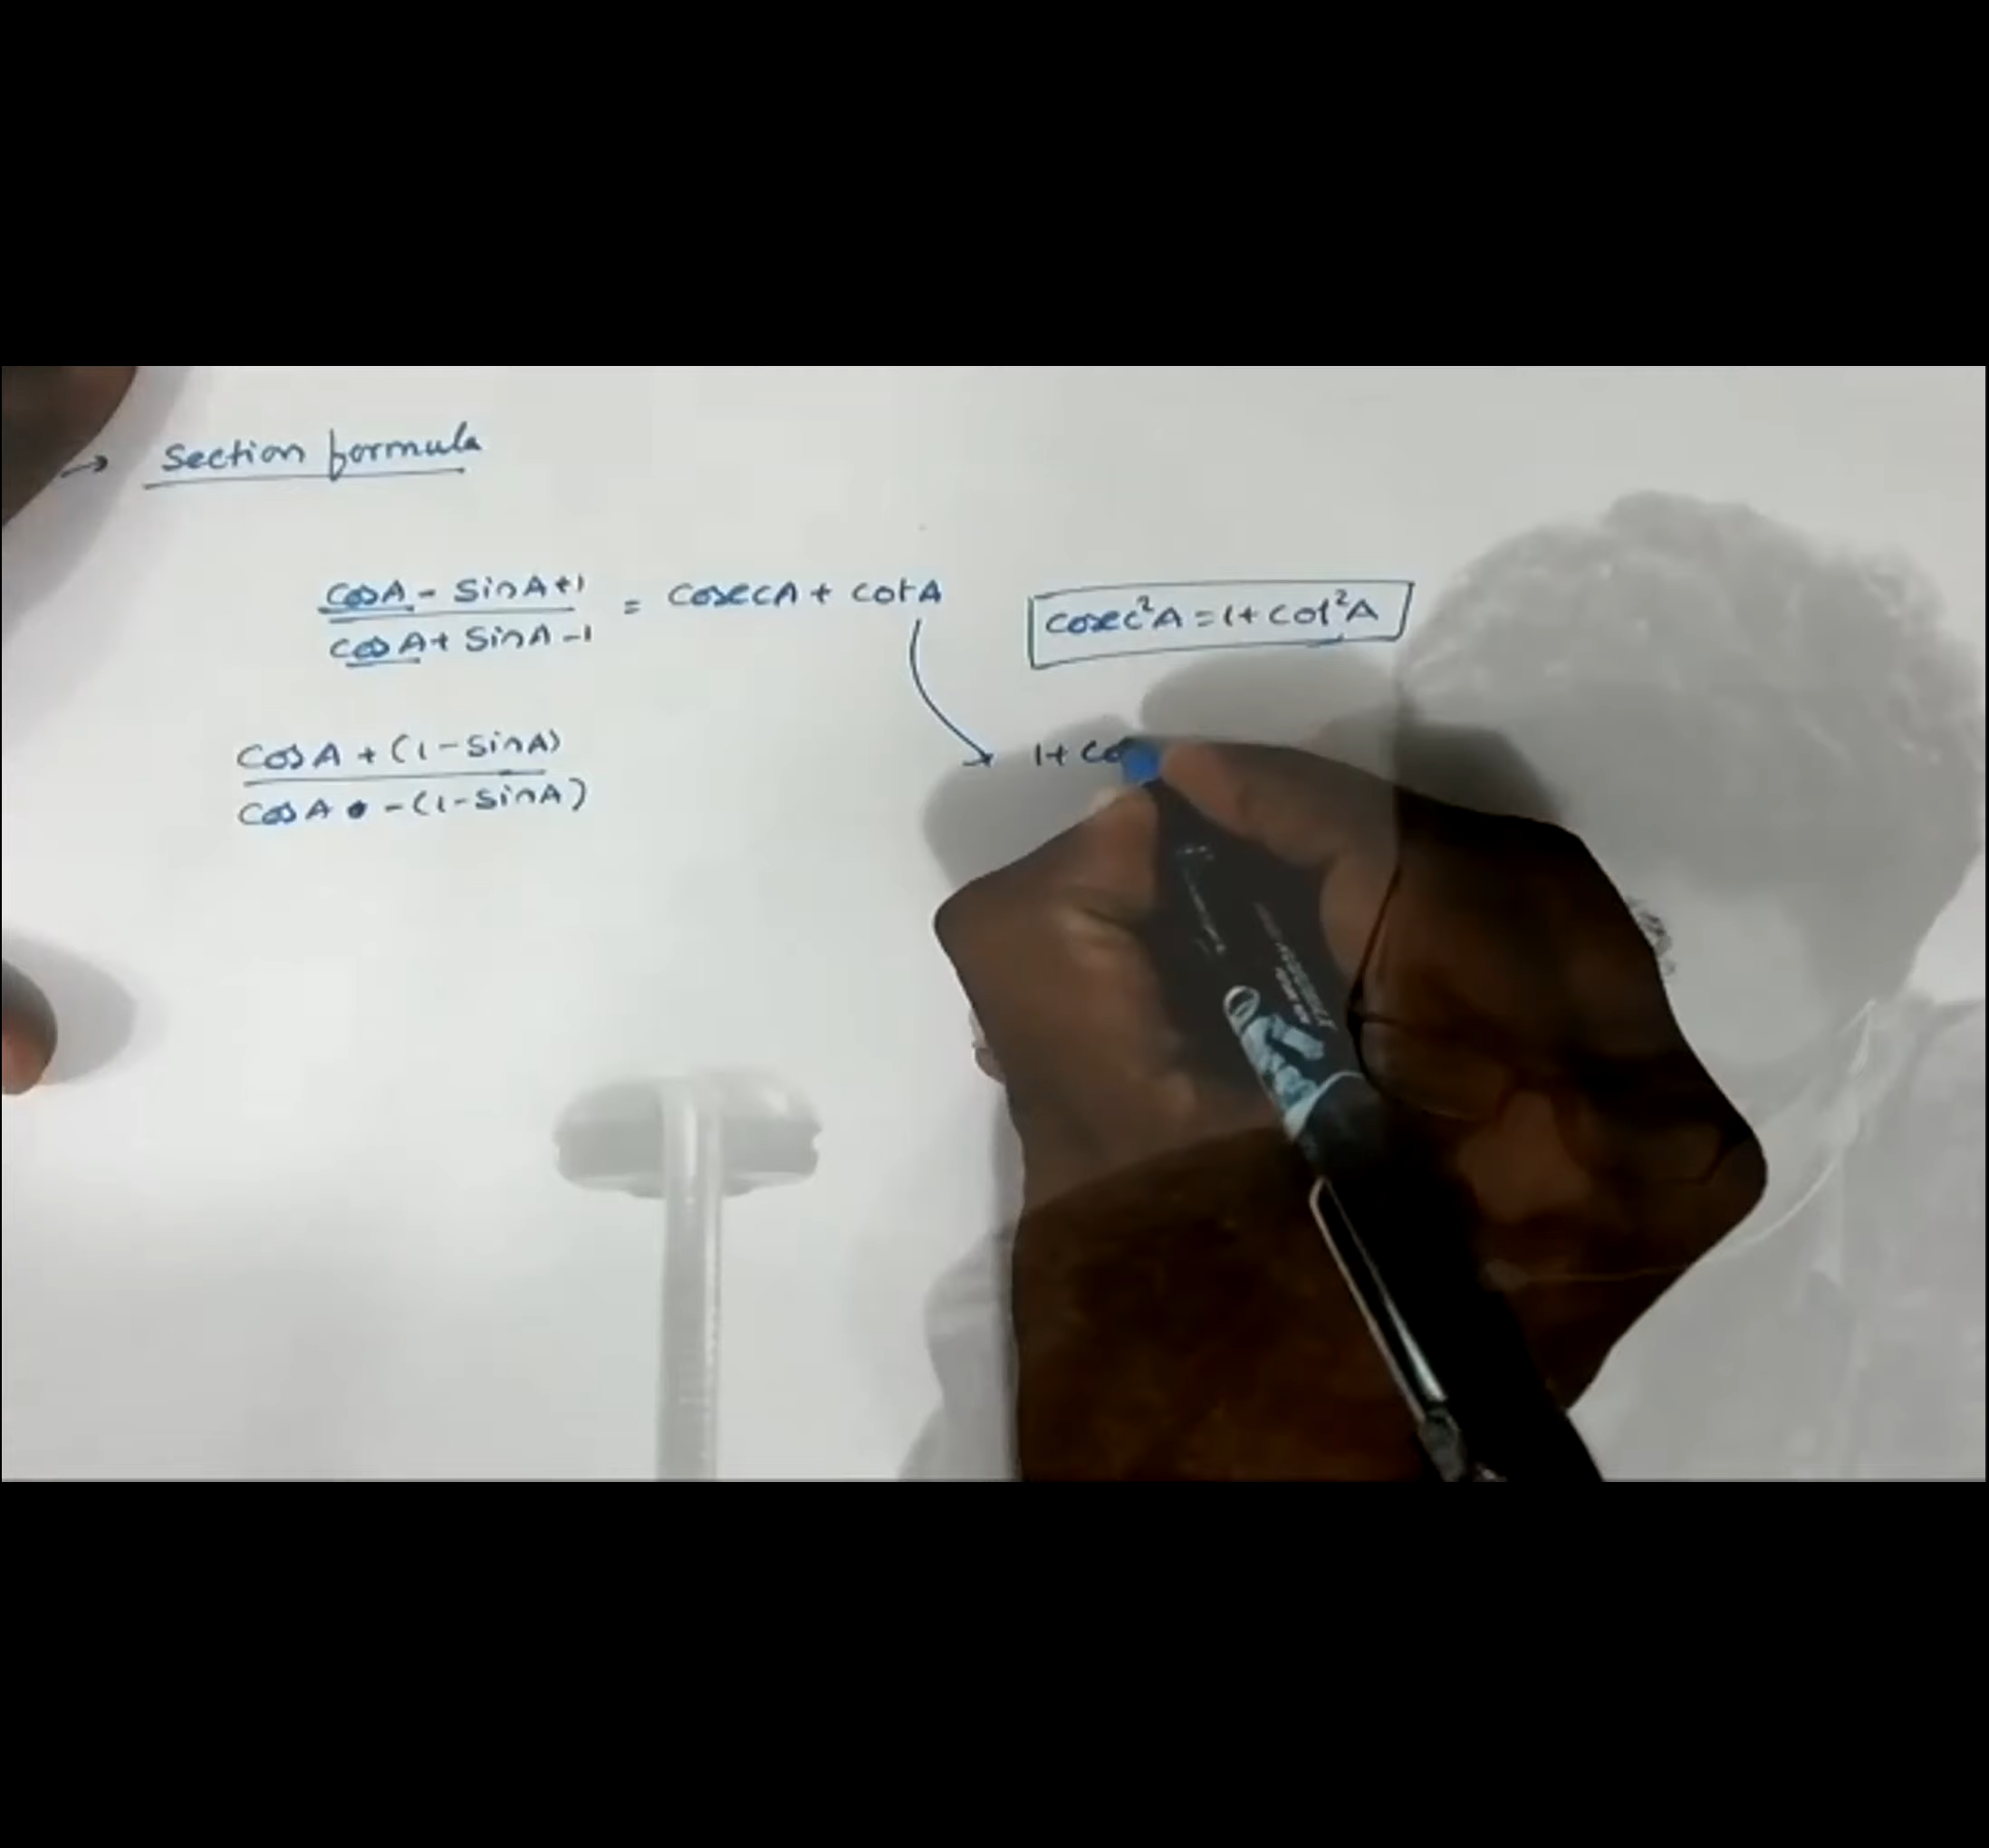 → Section formula
cosA - sinA+1
cosA + sinA -1
= cosecA + cotA
cosec²A = 1 + cot²A
cosA + (1 - sinA)
cosA - (1 - sinA)
1+